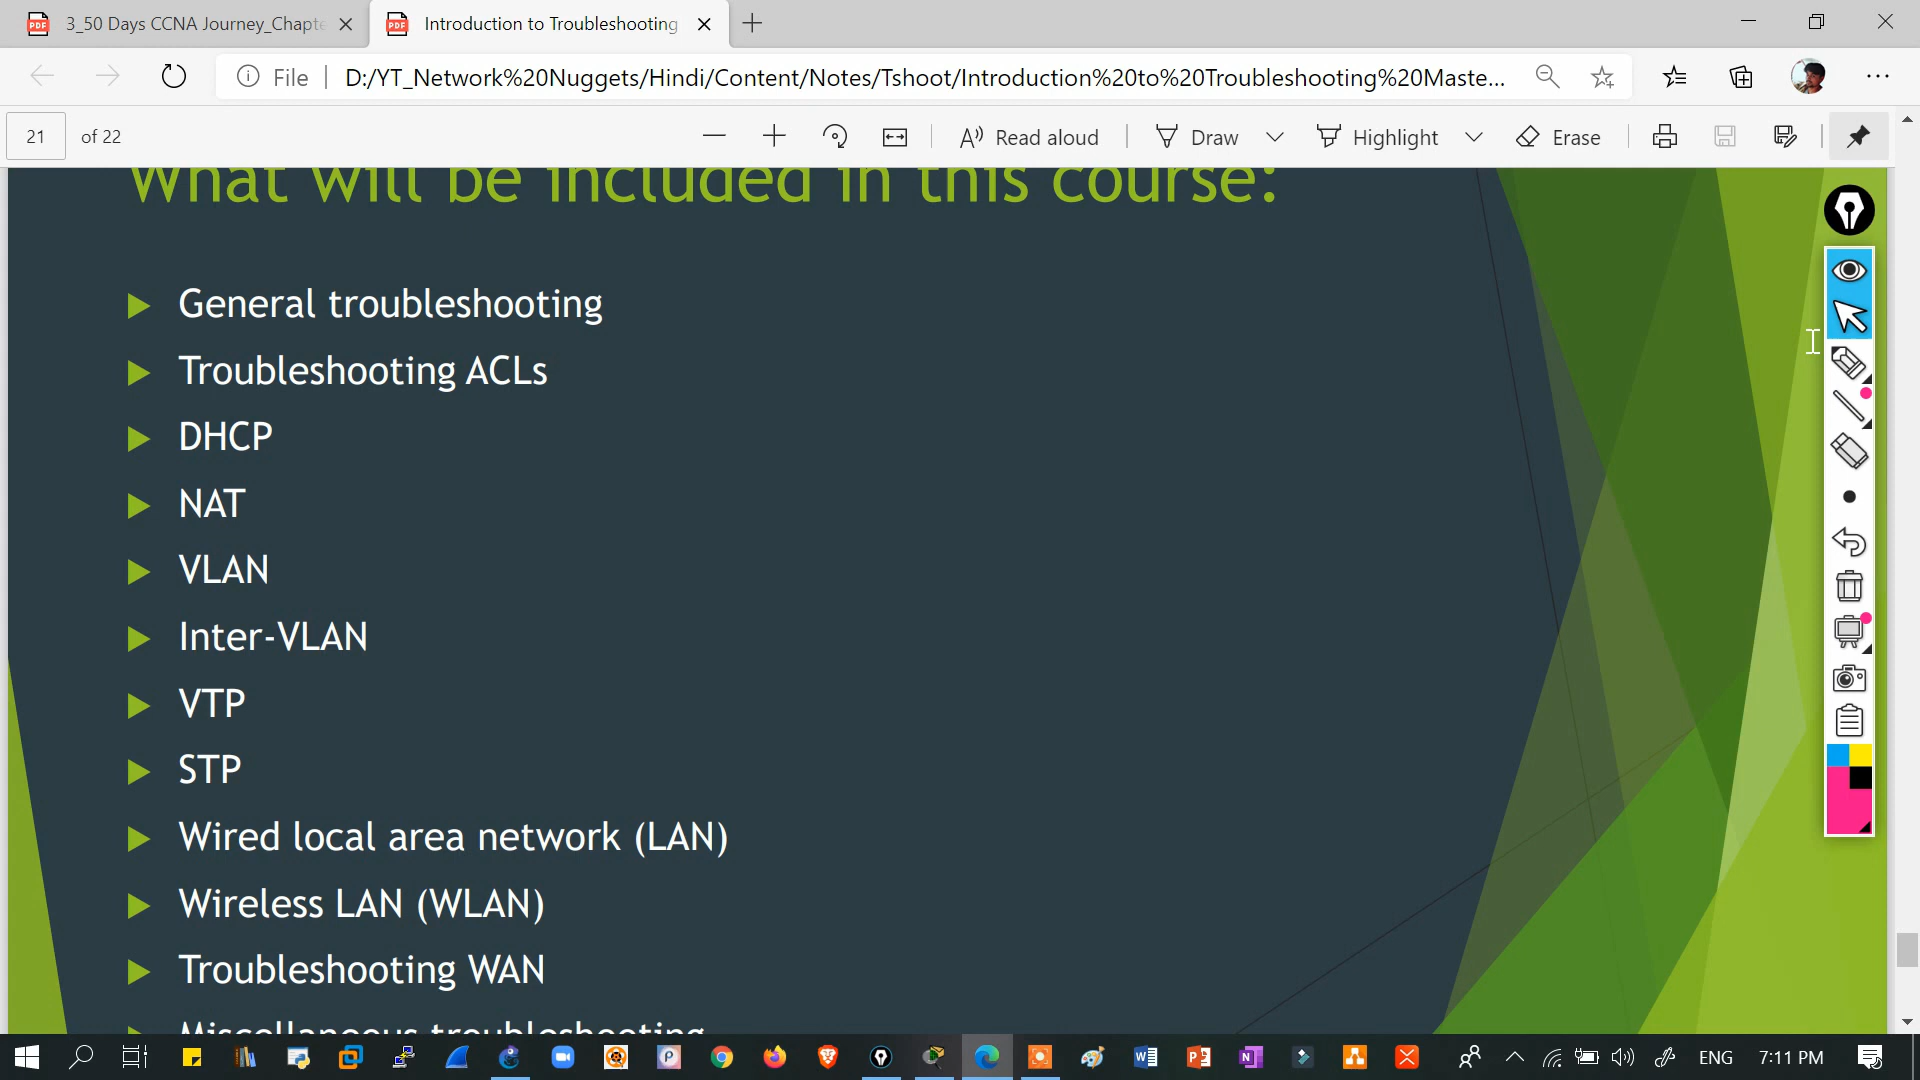 3_50 Days CCNA Journey_Chapte
Introduction to Troubleshooting
File
D:/YT_Network%20Nuggets/Hindi/Content/Notes/Tshoot/Introduction%20to%20Troubleshooting%20Maste...
21 of 22
Read aloud
Draw
Highlight
Erase
What will be included in this course:
General troubleshooting
Troubleshooting ACLs
DHCP
NAT
VLAN
Inter-VLAN
VTP
STP
Wired local area network (LAN)
Wireless LAN (WLAN)
Troubleshooting WAN
Miscellaneous troubleshooting
ENG 7:11 PM